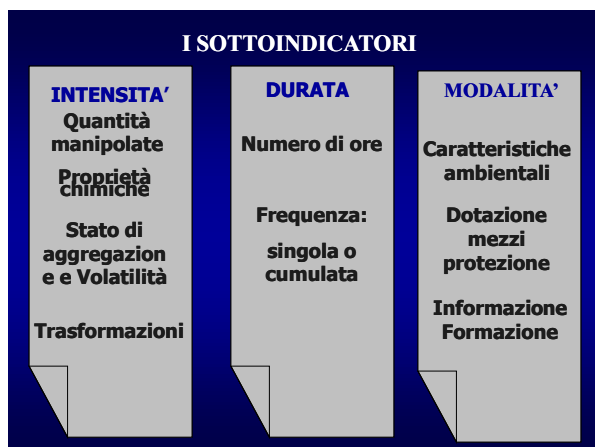 I SOTTOINDICATORI
INTENSITA’
Quantità
manipolate
Proprietà
chimiche
Stato di
aggregazion
e e Volatilità
Trasformazioni
DURATA
Numero di ore
Frequenza:
singola o
cumulata
MODALITA’
Caratteristiche
ambientali
Dotazione
mezzi
protezione
Informazione
Formazione